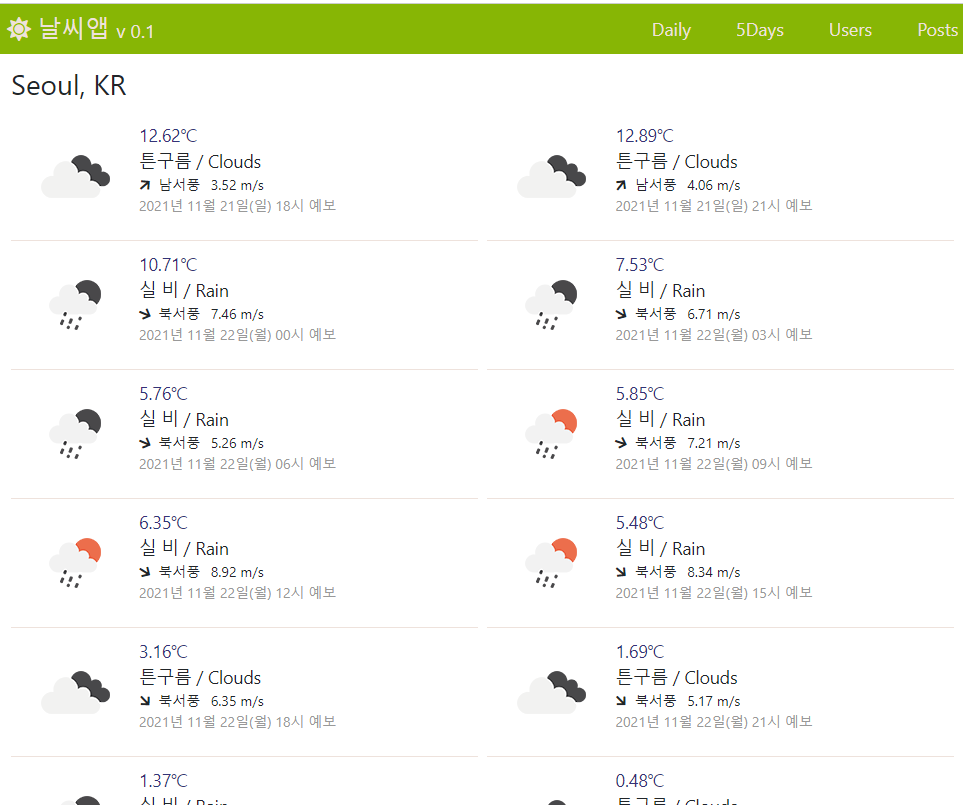 날씨앱 v 0.1
Daily 5Days Users Posts
Seoul, KR
12.62℃
튼구름 / Clouds
남서풍 3.52 m/s
2021년 11월 21일(일) 18시 예보
12.89℃
튼구름 / Clouds
남서풍 4.06 m/s
2021년 11월 21일(일) 21시 예보
10.71℃
실 비 / Rain
북서풍 7.46 m/s
2021년 11월 22일(월) 00시 예보
7.53℃
실 비 / Rain
북서풍 6.71 m/s
2021년 11월 22일(월) 03시 예보
5.76℃
실 비 / Rain
북서풍 5.26 m/s
2021년 11월 22일(월) 06시 예보
5.85℃
실 비 / Rain
북서풍 7.21 m/s
2021년 11월 22일(월) 09시 예보
6.35℃
실 비 / Rain
북서풍 8.92 m/s
2021년 11월 22일(월) 12시 예보
5.48℃
실 비 / Rain
북서풍 8.34 m/s
2021년 11월 22일(월) 15시 예보
3.16℃
튼구름 / Clouds
북서풍 6.35 m/s
2021년 11월 22일(월) 18시 예보
1.69℃
튼구름 / Clouds
북서풍 5.17 m/s
2021년 11월 22일(월) 21시 예보
1.37℃
실 비 / Rain
0.48℃
튼구름 / Clouds